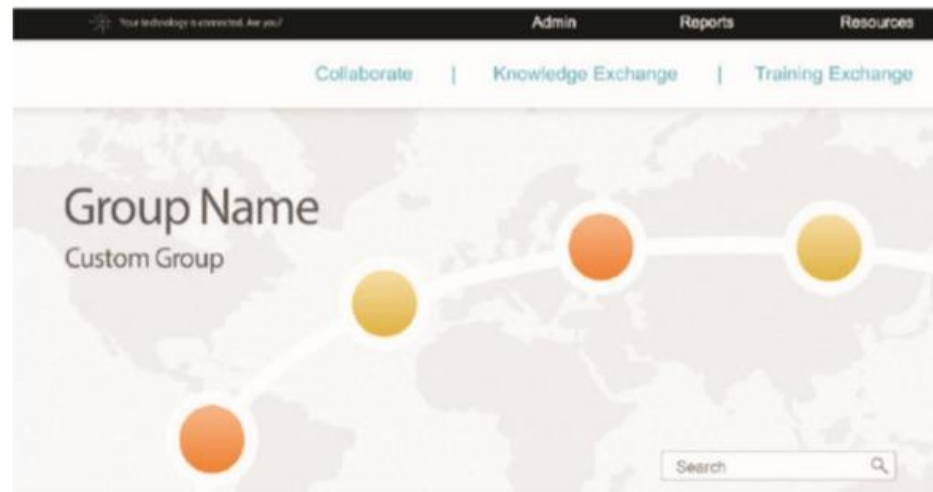 Your technology is connected. Are you? Admin Reports Resources
Collaborate | Knowledge Exchange | Training Exchange
Group Name
Custom Group
Search